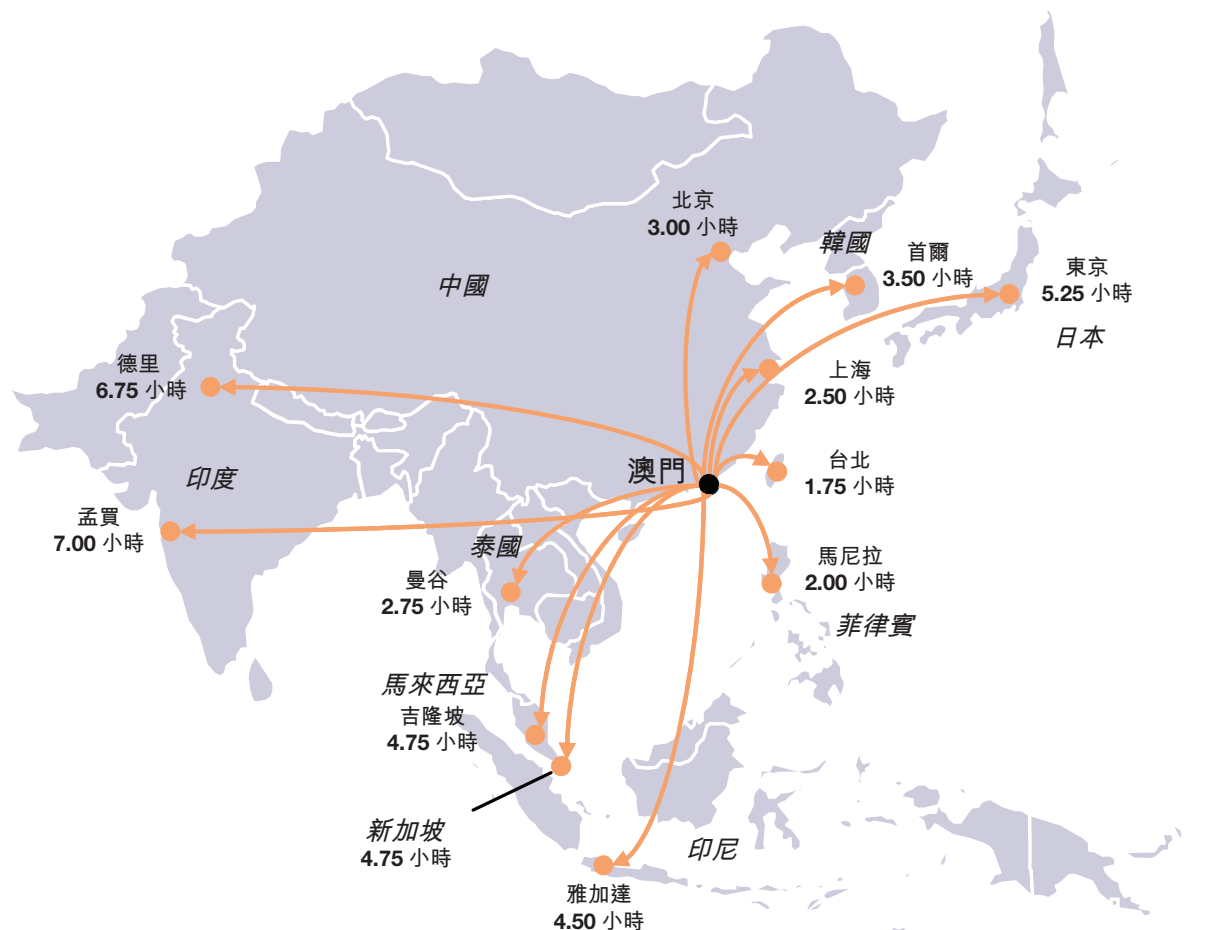 北京
3.00 小時
韓國
首爾
3.50 小時
東京
5.25 小時
中國
日本
德里
6.75 小時
上海
2.50 小時
澳門
台北
1.75 小時
印度
孟買
7.00 小時
泰國
曼谷
2.75 小時
馬尼拉
2.00 小時
菲律賓
馬來西亞
吉隆坡
4.75 小時
新加坡
4.75 小時
印尼
雅加達
4.50 小時